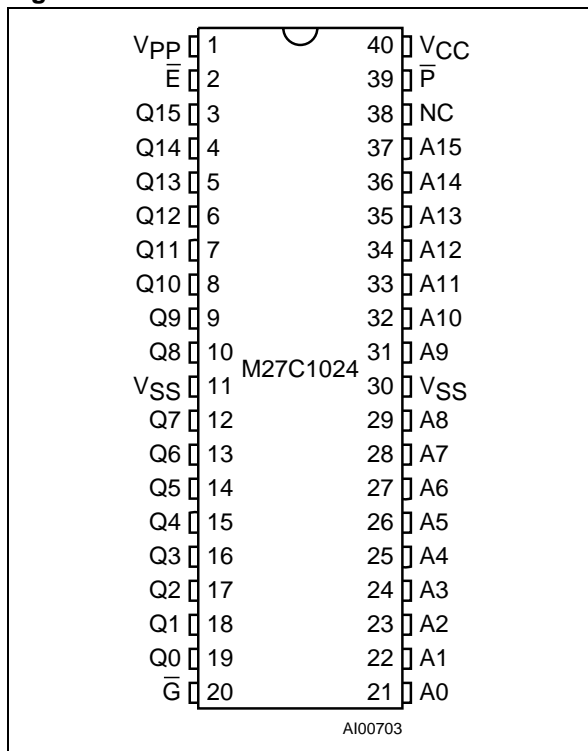 VPP 1 40 VCC
E̅ 2 39 P̅
Q15 3 38 NC
Q14 4 37 A15
Q13 5 36 A14
Q12 6 35 A13
Q11 7 34 A12
Q10 8 33 A11
Q9 9 32 A10
Q8 10 31 A9
M27C1024
VSS 11 30 VSS
Q7 12 29 A8
Q6 13 28 A7
Q5 14 27 A6
Q4 15 26 A5
Q3 16 25 A4
Q2 17 24 A3
Q1 18 23 A2
Q0 19 22 A1
G̅ 20 21 A0
AI00703